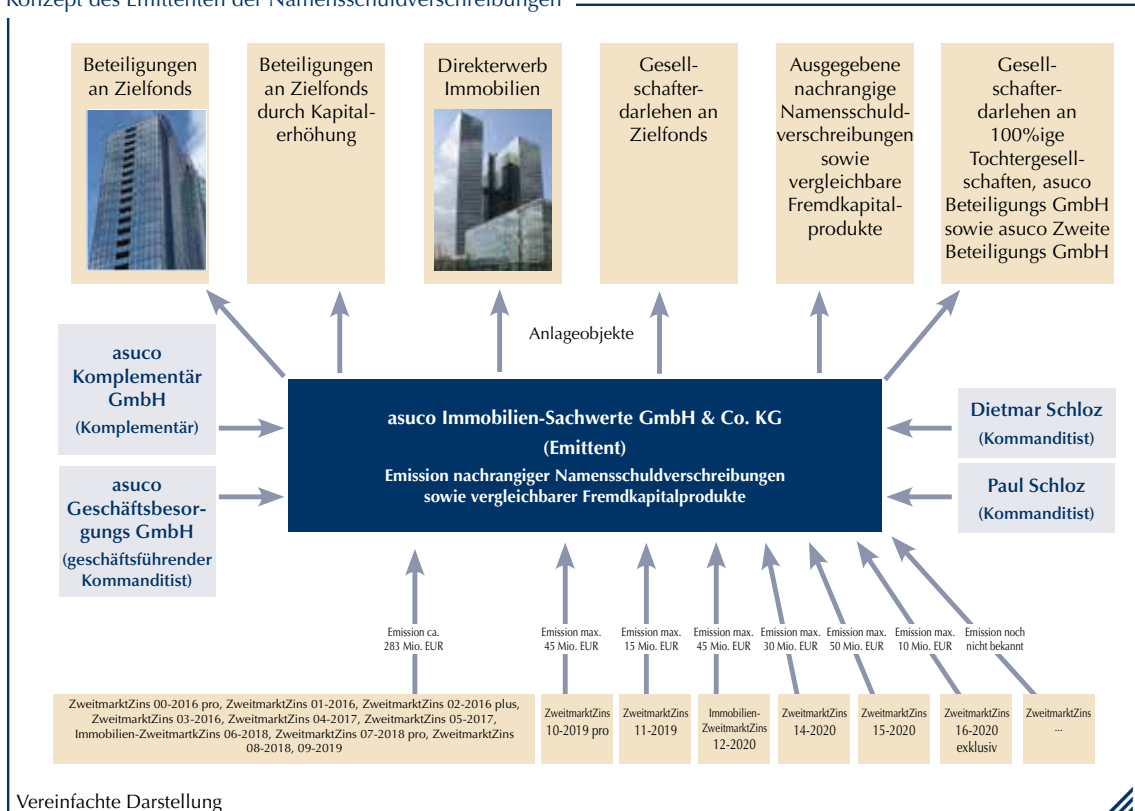 Konzept des Emittenten der Namensschuldverschreibungen
Beteiligungen
an Zielfonds
Beteiligungen
an Zielfonds
durch Kapital-
erhöhung
Direkterwerb
Immobilien
Gesell-
schafter-
darlehen an
Zielfonds
Ausgegebene
nachrangige
Namensschuld-
verschreibungen
sowie
vergleichbare
Fremdkapital-
produkte
Gesell-
schafter-
darlehen an
100%ige
Tochtergesell-
schaften, asuco
Beteiligungs GmbH
sowie asuco Zweite
Beteiligungs GmbH
Anlageobjekte
asuco
Komplementär
GmbH
(Komplementär)
asuco
Geschäftsbesor-
gungs GmbH
(geschäftsführender
Kommanditist)
asuco Immobilien-Sachwerte GmbH & Co. KG
(Emittent)
Emission nachrangiger Namensschuldverschreibungen
sowie vergleichbarer Fremdkapitalprodukte
Dietmar Schloz
(Kommanditist)
Paul Schloz
(Kommanditist)
Emission ca.
283 Mio. EUR
Emission max.
45 Mio. EUR
Emission max.
15 Mio. EUR
Emission max.
45 Mio. EUR
Emission max.
30 Mio. EUR
Emission max.
50 Mio. EUR
Emission max.
10 Mio. EUR
Emission noch
nicht bekannt
ZweitmarktZins 00-2016 pro, ZweitmarktZins 01-2016, ZweitmarktZins 02-2016 plus,
ZweitmarktZins 03-2016, ZweitmarktZins 04-2017, ZweitmarktZins 05-2017,
Immobilien-ZweitmartkZins 06-2018, ZweitmarktZins 07-2018 pro, ZweitmarktZins
08-2018, 09-2019
ZweitmarktZins
10-2019 pro
ZweitmarktZins
11-2019
Immobilien-
ZweitmarktZins
12-2020
ZweitmarktZins
14-2020
ZweitmarktZins
15-2020
ZweitmarktZins
16-2020
exklusiv
ZweitmarktZins
...
Vereinfachte Darstellung